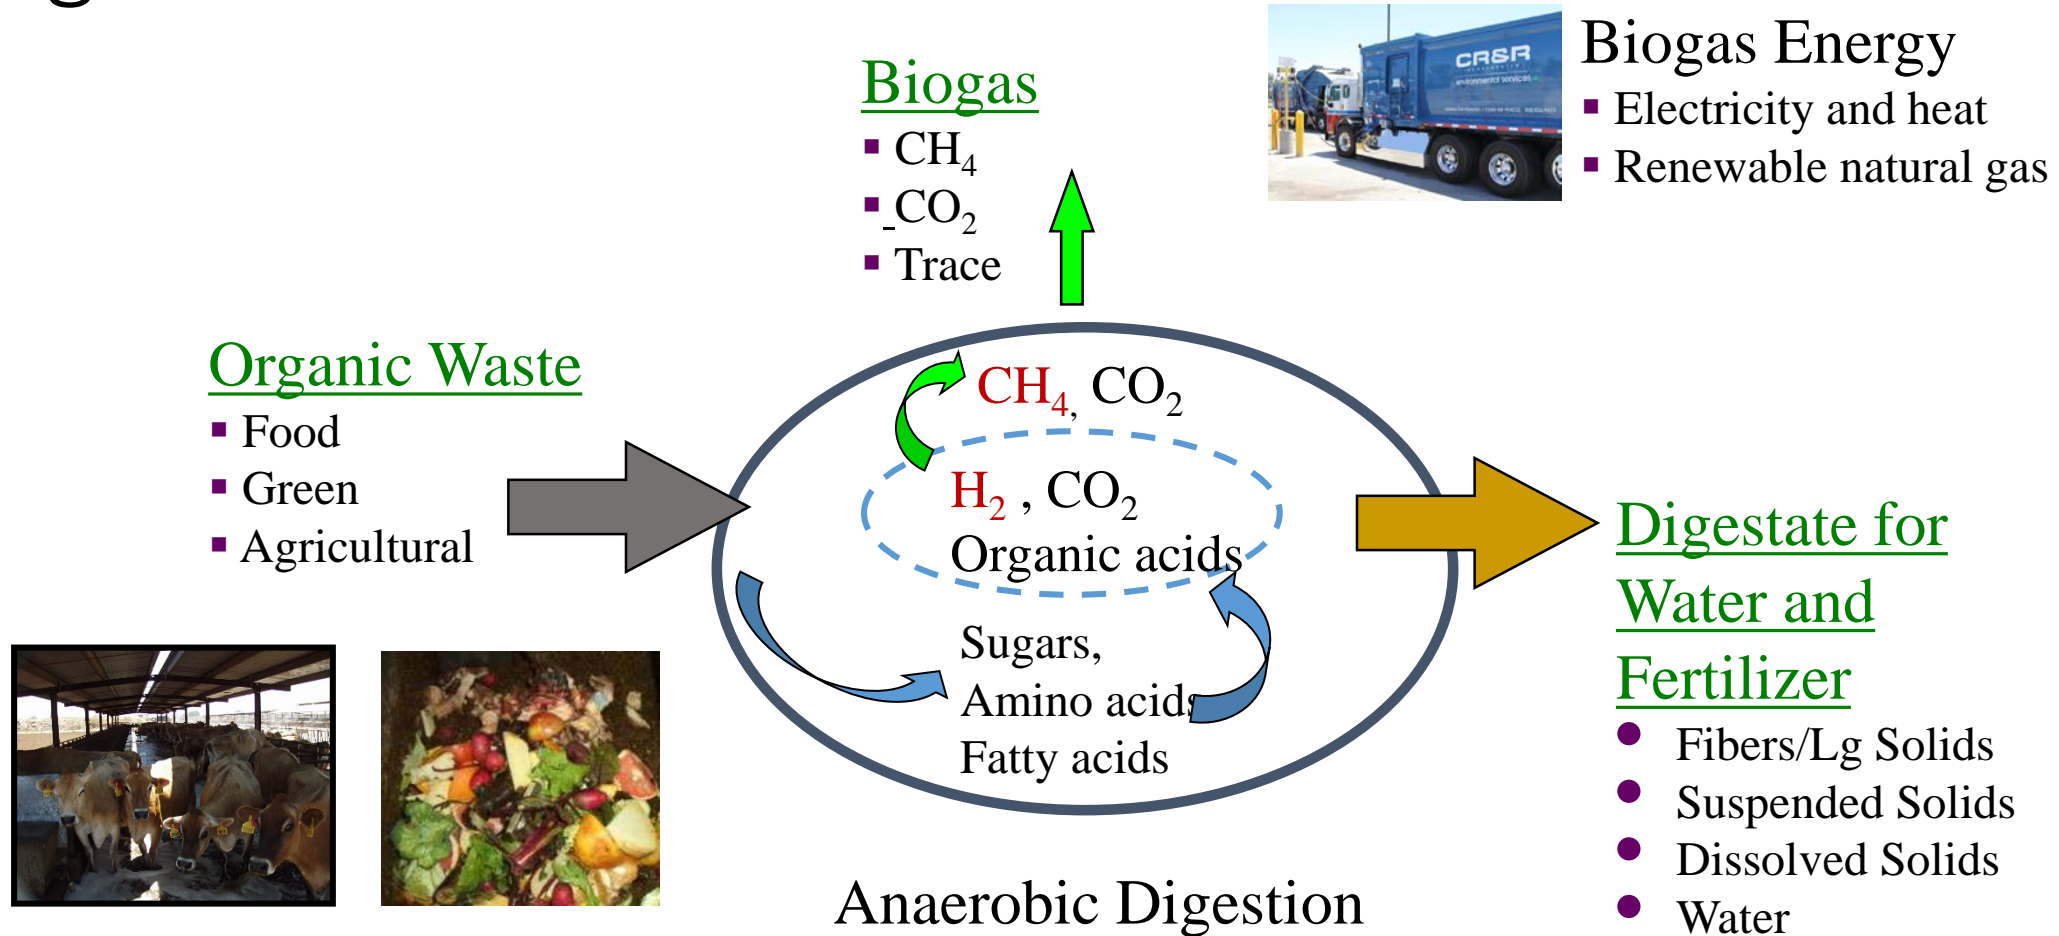 Biogas
▪ CH4
▪ CO2
▪ Trace
CR&R
environmental services
Biogas Energy
▪ Electricity and heat
▪ Renewable natural gas
Organic Waste
▪ Food
▪ Green
▪ Agricultural
CH4, CO2
H2 , CO2
Organic acids
Sugars,
Amino acids
Fatty acids
Digestate for
Water and
Fertilizer
● Fibers/Lg Solids
● Suspended Solids
● Dissolved Solids
● Water
Anaerobic Digestion